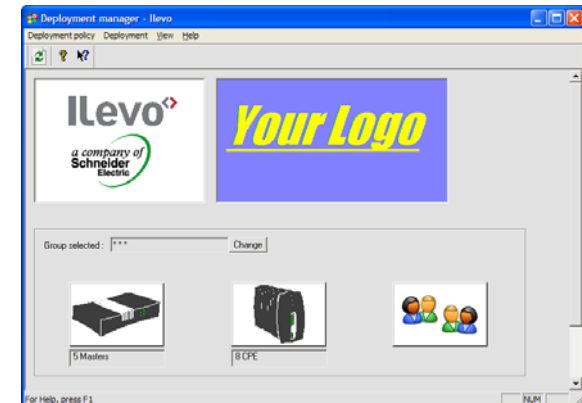 Deployment manager - Ilevo
Deployment policy Deployment View Help
ILevo
a company of
Schneider
Electric
Your Logo
Group selected : *** Change
5 Masters
8 CPE
For Help, press F1
NUM